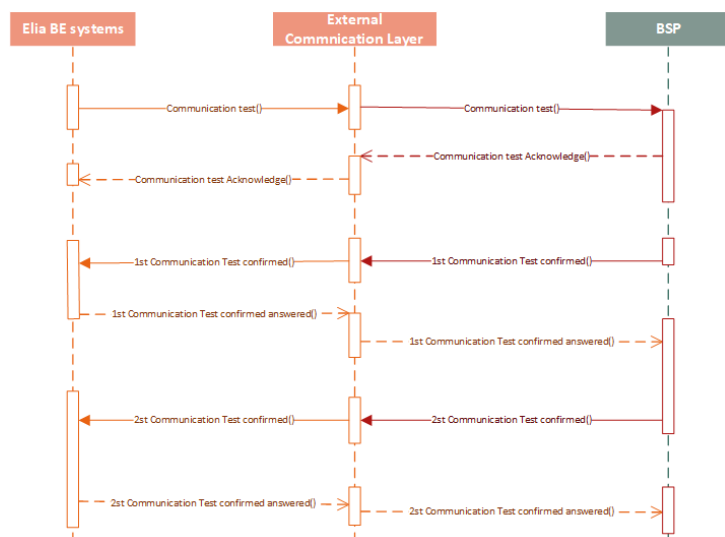 Elia BE systems
External
Commnication Layer
BSP
Communication test()
Communication test()
Communication test Acknowledge()
Communication test Acknowledge()
1st Communication Test confirmed()
1st Communication Test confirmed()
1st Communication Test confirmed answered()
1st Communication Test confirmed answered()
2st Communication Test confirmed()
2st Communication Test confirmed()
2st Communication Test confirmed answered()
2st Communication Test confirmed answered()